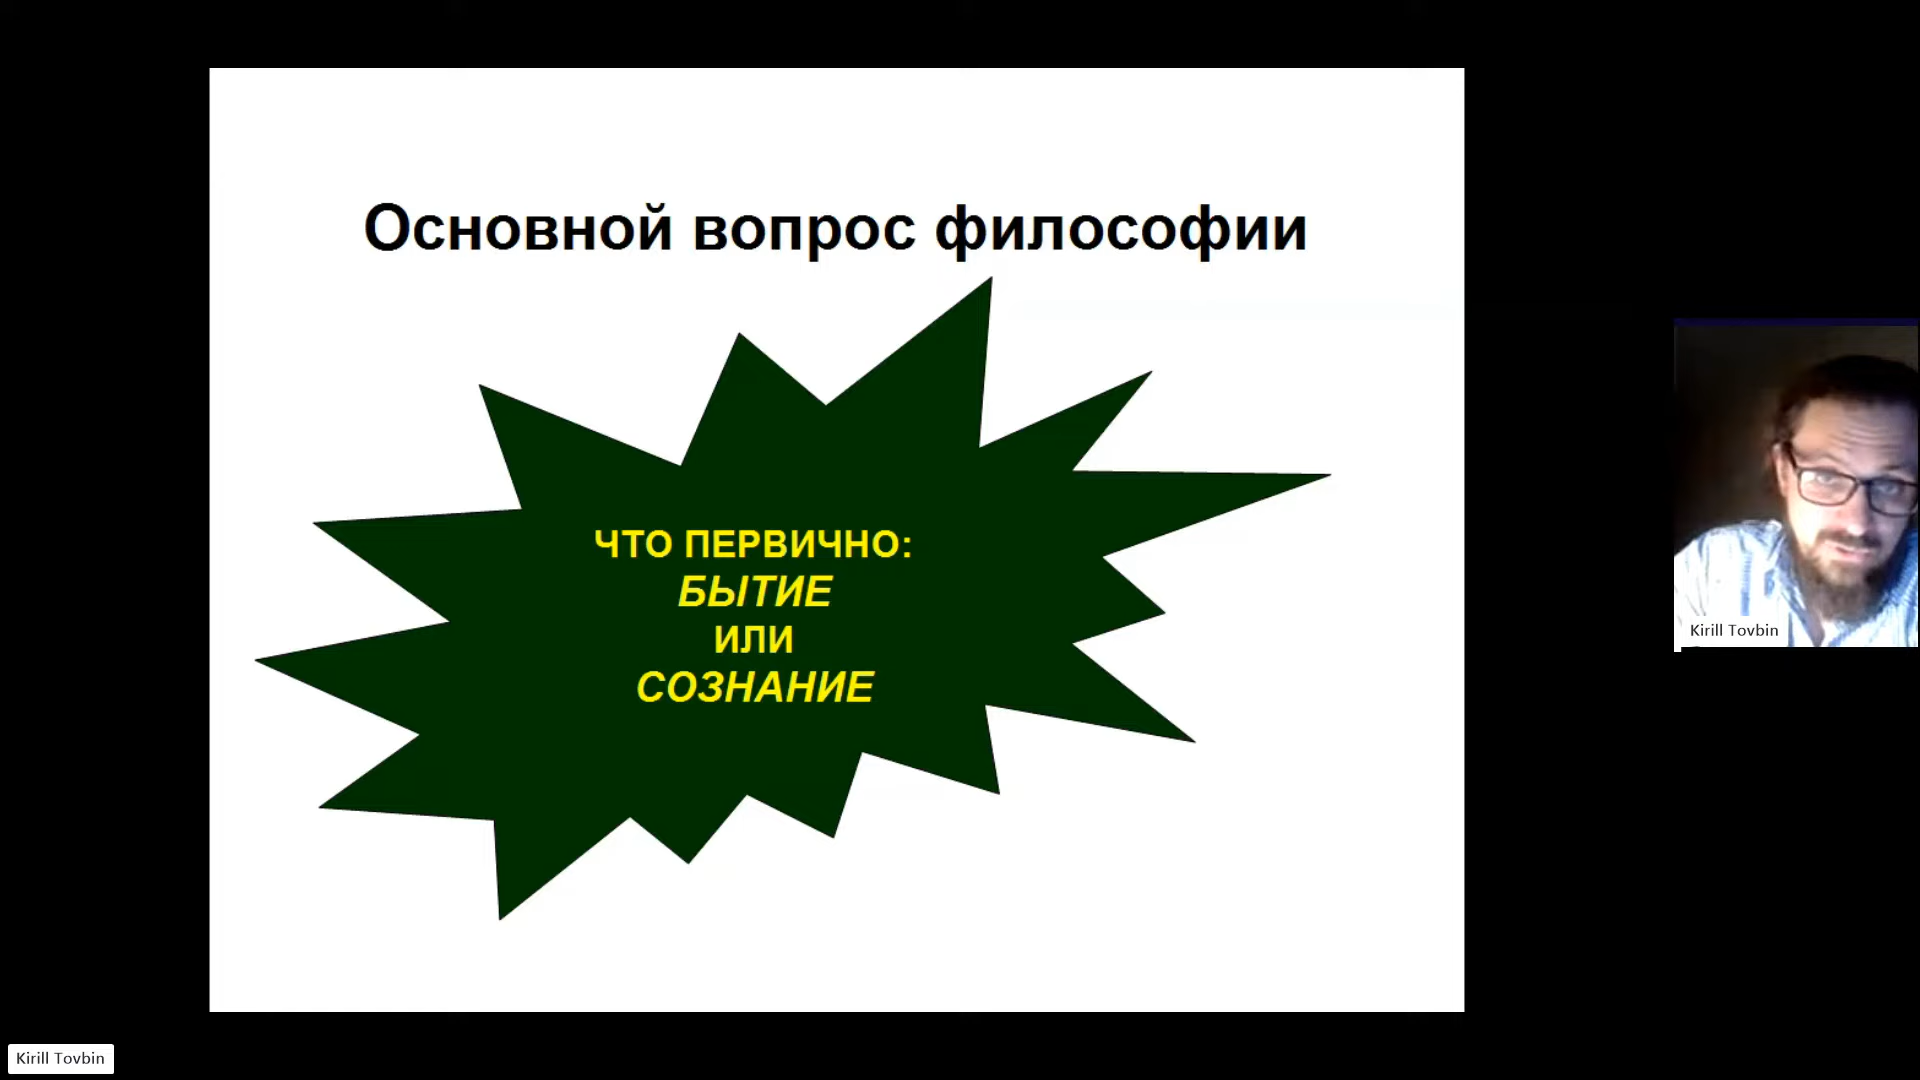 Основной вопрос философии
ЧТО ПЕРВИЧНО:
БЫТИЕ
ИЛИ
СОЗНАНИЕ
Kirill Tovbin
Kirill Tovbin